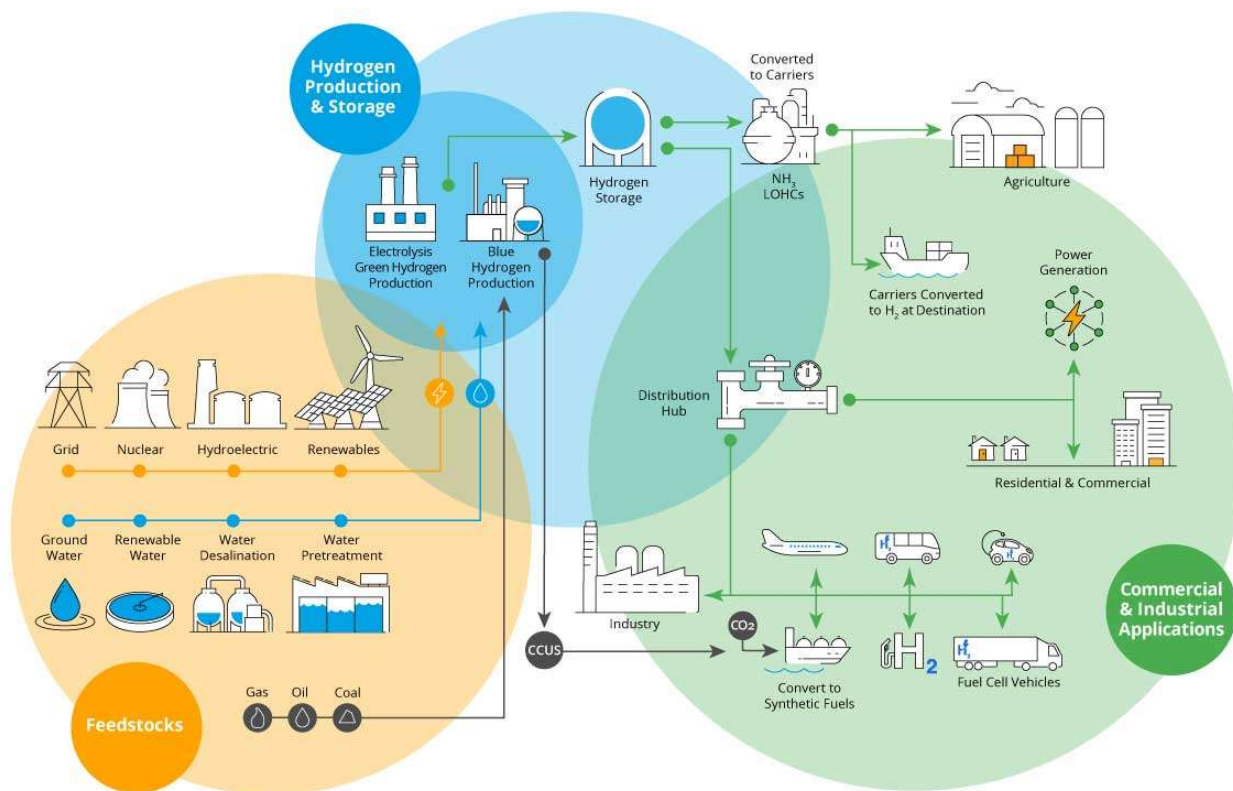 Hydrogen
Production
& Storage
Converted
to Carriers
Hydrogen
Storage
NH3
LOHCs
Agriculture
Electrolysis
Green Hydrogen
Production
Blue
Hydrogen
Production
Carriers Converted
to H2 at Destination
Power
Generation
Distribution
Hub
Grid
Nuclear
Hydroelectric
Renewables
Residential & Commercial
Ground
Water
Renewable
Water
Water
Desalination
Water
Pretreatment
Industry
H2
H2
Commercial
& Industrial
Applications
CCUS
CO2
H2
H2
Convert to
Synthetic Fuels
Fuel Cell Vehicles
Gas
Oil
Coal
Feedstocks